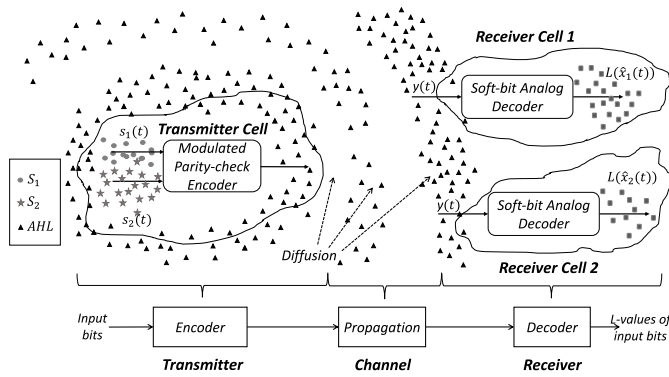 Receiver Cell 1
L(x̂₁(t))
y(t)
Soft-bit Analog
Decoder
s₁(t)
Transmitter Cell
Modulated
Parity-check
Encoder
S₁
S₂
AHL
s₂(t)
L(x̂₂(t))
y(t)
Soft-bit Analog
Decoder
Diffusion
Receiver Cell 2
Input
bits
Encoder
Propagation
Decoder
L-values of
input bits
Transmitter
Channel
Receiver